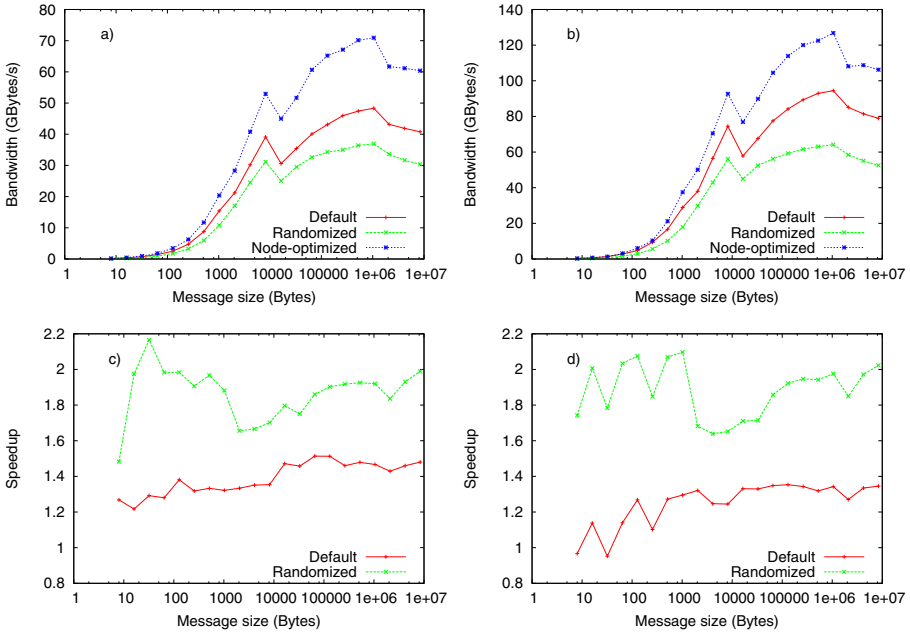 80
70
60
50
40
30
20
10
0
a)
Bandwidth (GBytes/s)
Default
Randomized
Node-optimized
1 10 100 1000 10000 100000 1e+06 1e+07
Message size (Bytes)
140
120
100
80
60
40
20
0
b)
Bandwidth (GBytes/s)
Default
Randomized
Node-optimized
1 10 100 1000 10000 100000 1e+06 1e+07
Message size (Bytes)
2.2
2
1.8
1.6
1.4
1.2
1
0.8
c)
Speedup
Default
Randomized
1 10 100 1000 10000 100000 1e+06 1e+07
Message size (Bytes)
2.2
2
1.8
1.6
1.4
1.2
1
0.8
d)
Speedup
Default
Randomized
1 10 100 1000 10000 100000 1e+06 1e+07
Message size (Bytes)